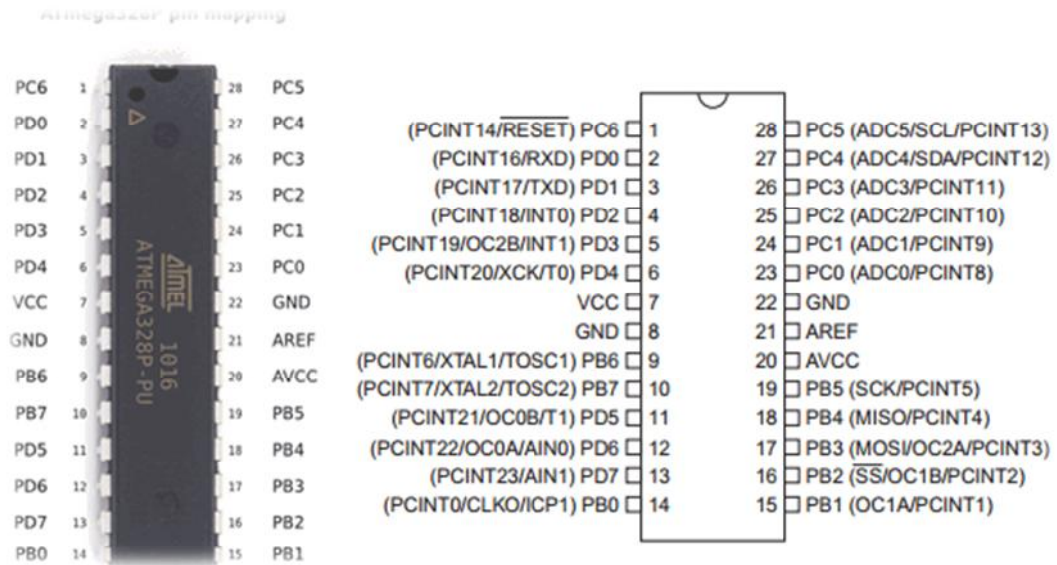 ATmega328P pin mapping
PC6 1 28 PC5
PD0 2 27 PC4
PD1 3 26 PC3
PD2 4 25 PC2
PD3 5 24 PC1
PD4 6 23 PC0
VCC 7 22 GND
GND 8 21 AREF
PB6 9 20 AVCC
PB7 10 19 PB5
PD5 11 18 PB4
PD6 12 17 PB3
PD7 13 16 PB2
PB0 14 15 PB1
ATMEL 1016
ATMEGA328P-PU
(PCINT14/RESET) PC6 1 28 PC5 (ADC5/SCL/PCINT13)
(PCINT16/RXD) PD0 2 27 PC4 (ADC4/SDA/PCINT12)
(PCINT17/TXD) PD1 3 26 PC3 (ADC3/PCINT11)
(PCINT18/INT0) PD2 4 25 PC2 (ADC2/PCINT10)
(PCINT19/OC2B/INT1) PD3 5 24 PC1 (ADC1/PCINT9)
(PCINT20/XCK/T0) PD4 6 23 PC0 (ADC0/PCINT8)
VCC 7 22 GND
GND 8 21 AREF
(PCINT6/XTAL1/TOSC1) PB6 9 20 AVCC
(PCINT7/XTAL2/TOSC2) PB7 10 19 PB5 (SCK/PCINT5)
(PCINT21/OC0B/T1) PD5 11 18 PB4 (MISO/PCINT4)
(PCINT22/OC0A/AIN0) PD6 12 17 PB3 (MOSI/OC2A/PCINT3)
(PCINT23/AIN1) PD7 13 16 PB2 (SS/OC1B/PCINT2)
(PCINT0/CLKO/ICP1) PB0 14 15 PB1 (OC1A/PCINT1)